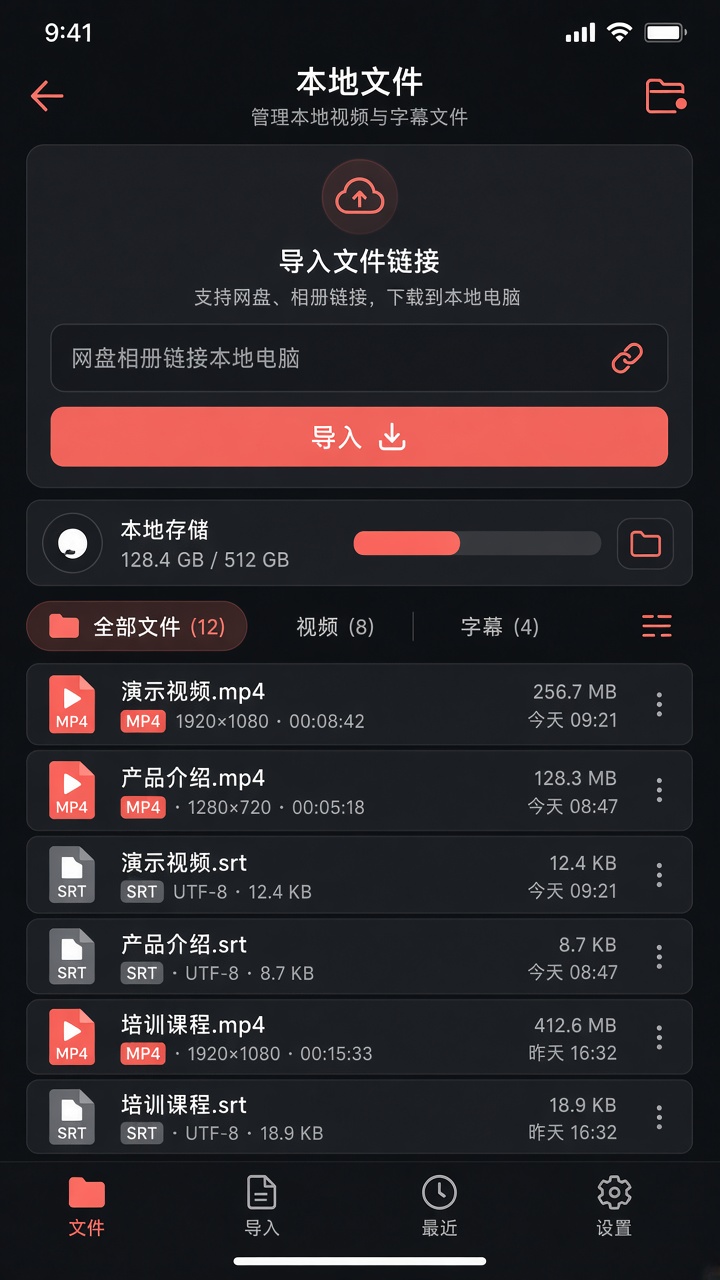 9:41
本地文件
管理本地视频与字幕文件
导入文件链接
支持网盘、相册链接，下载到本地电脑
网盘相册链接本地电脑
导入
本地存储
128.4 GB / 512 GB
全部文件 (12) 视频 (8) 字幕 (4)
MP4
演示视频.mp4 256.7 MB
MP4 1920×1080 · 00:08:42 今天 09:21
MP4
产品介绍.mp4 128.3 MB
MP4 · 1280×720 · 00:05:18 今天 08:47
SRT
演示视频.srt 12.4 KB
SRT UTF-8 · 12.4 KB 今天 09:21
SRT
产品介绍.srt 8.7 KB
SRT · UTF-8 · 8.7 KB 今天 08:47
MP4
培训课程.mp4 412.6 MB
MP4 · 1920×1080 · 00:15:33 昨天 16:32
SRT
培训课程.srt 18.9 KB
SRT · UTF-8 · 18.9 KB 昨天 16:32
文件 导入 最近 设置